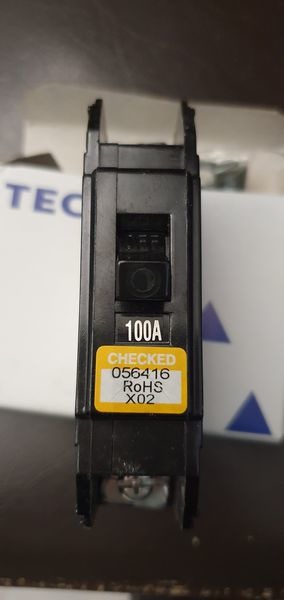 TEC
100A
CHECKED
056416
RoHS
X02